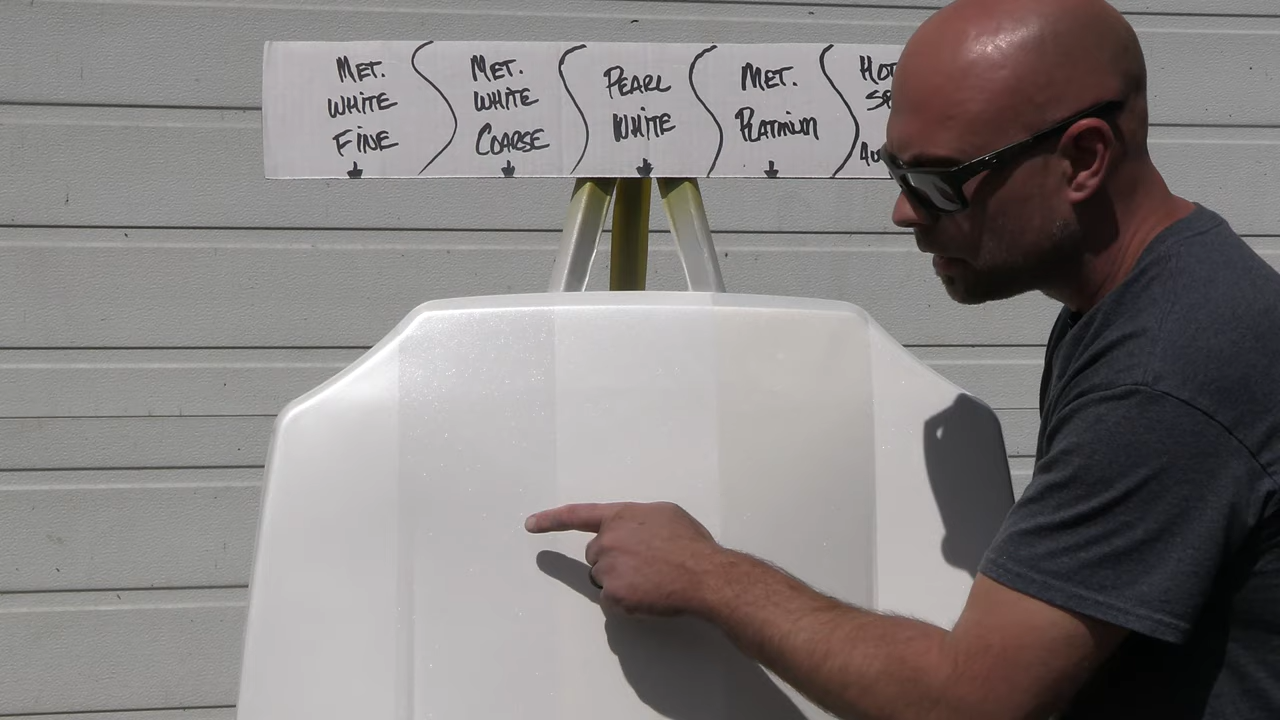 MET.
WHITE
FINE
MET.
WHITE
COARSE
PEARL
WHITE
MET.
PLATINUM